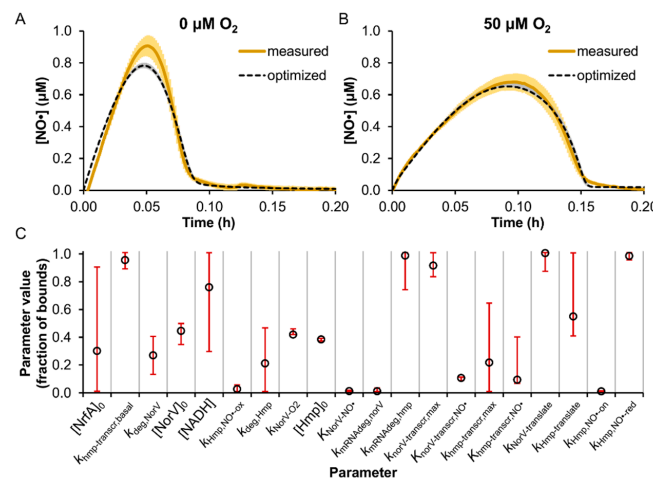 A
0 µM O2
[NO•] (µM)
1.0
0.8
0.6
0.4
0.2
0.0
measured
optimized
0.00
0.05
0.10
0.15
0.20
Time (h)
B
50 µM O2
[NO•] (µM)
1.0
0.8
0.6
0.4
0.2
0.0
measured
optimized
0.00
0.05
0.10
0.15
0.20
Time (h)
C
Parameter value
(fraction of bounds)
1.0
0.8
0.6
0.4
0.2
0.0
[NrfA]0
khmp-transcr,basal
kdeg,NorV
[NorV]0
[NADH]
kHmp,NO•-ox
kdeg,Hmp
kNorV-O2
[Hmp]0
KNorV-NO•
kmRNAdeg,norV
kmRNAdeg,hmp
knorV-transcr,max
KnorV-transcr,NO•
khmp-transcr,max
Khmp-transcr,NO•
kNorV-translate
kHmp-translate
kHmp,NO•-on
kHmp,NO•-red
Parameter